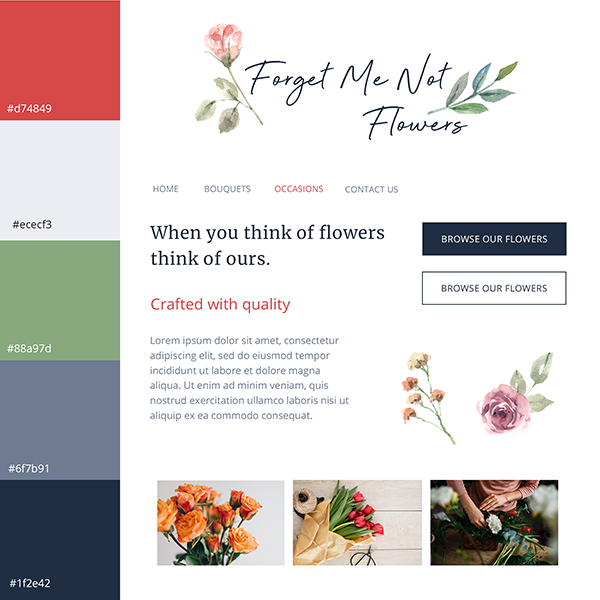 #d74849
#ececf3
#88a97d
#6f7b91
#1f2e42
Forget Me Not
Flowers
HOME BOUQUETS OCCASIONS CONTACT US
When you think of flowers
think of ours.
Crafted with quality
Lorem ipsum dolor sit amet, consectetur
adipiscing elit, sed do eiusmod tempor
incididunt ut labore et dolore magna
aliqua. Ut enim ad minim veniam, quis
nostrud exercitation ullamco laboris nisi ut
aliquip ex ea commodo consequat.
BROWSE OUR FLOWERS
BROWSE OUR FLOWERS